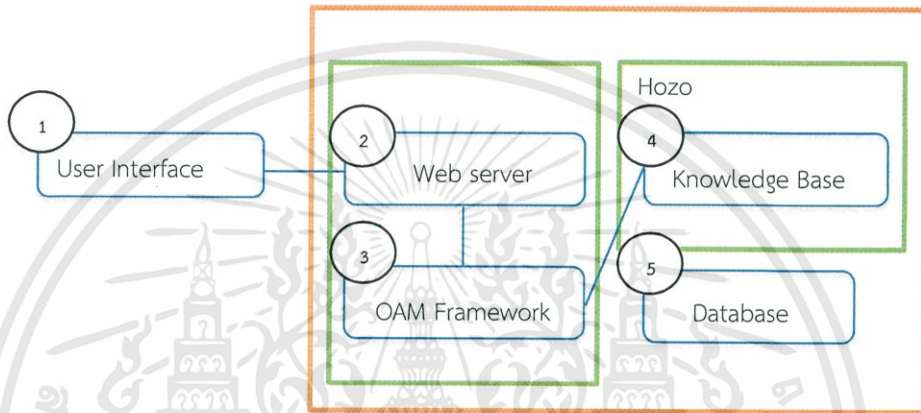 1
User Interface
2
Web server
3
OAM Framework
Hozo
4
Knowledge Base
5
Database